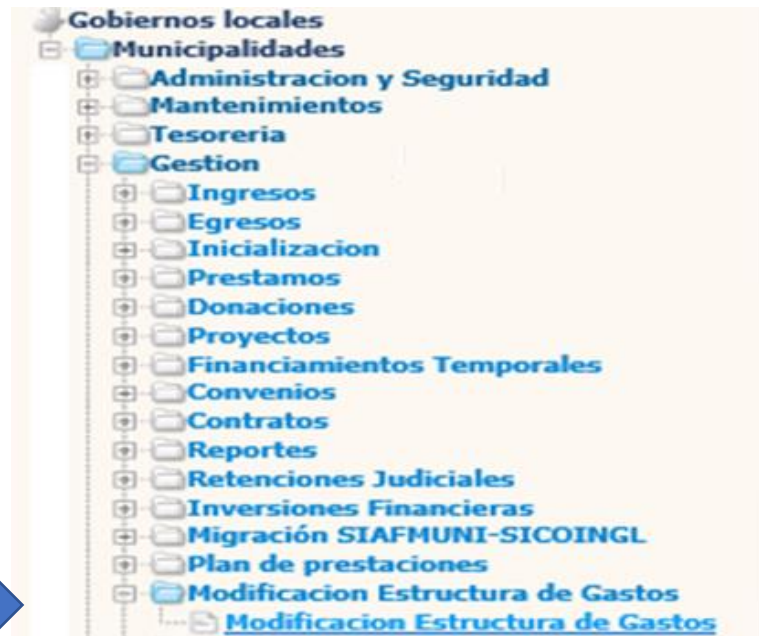 Gobiernos locales
Municipalidades
Administracion y Seguridad
Mantenimientos
Tesoreria
Gestion
Ingresos
Egresos
Inicializacion
Prestamos
Donaciones
Proyectos
Financiamientos Temporales
Convenios
Contratos
Reportes
Retenciones Judiciales
Inversiones Financieras
Migración SIAFMUNI-SICOINGL
Plan de prestaciones
Modificacion Estructura de Gastos
Modificacion Estructura de Gastos